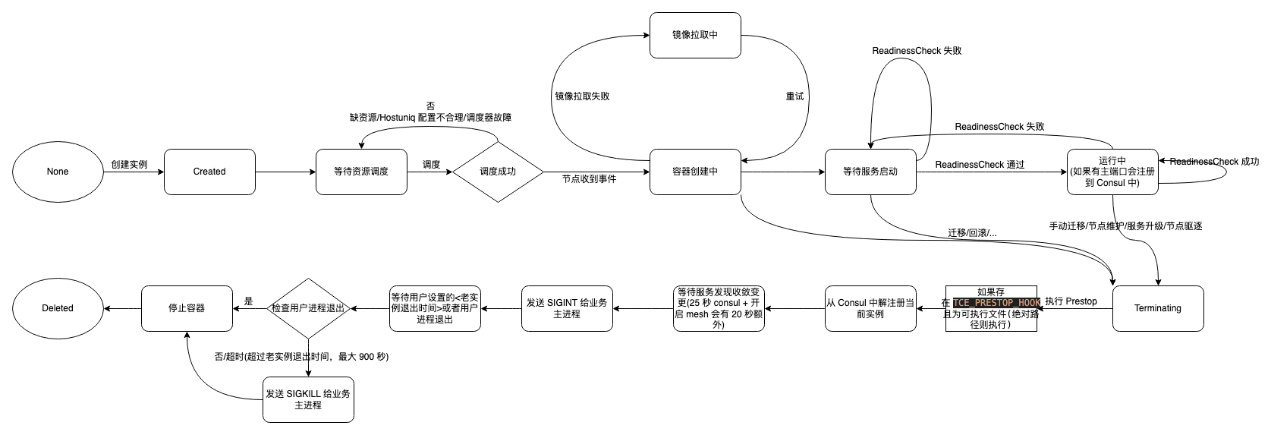 镜像拉取中
ReadinessCheck 失败
镜像拉取失败
重试
否
缺资源/Hostuniq 配置不合理/调度器故障
ReadinessCheck 失败
None
创建实例
Created
等待资源调度
调度
调度成功
节点收到事件
容器创建中
等待服务启动
ReadinessCheck 通过
运行中
(如果有主端口会注册
到 Consul 中)
ReadinessCheck 成功
迁移/回滚/...
手动迁移/节点维护/服务升级/节点驱逐
Deleted
停止容器
是
检查用户进程退出
等待用户设置的<老实
例退出时间>或者用户
进程退出
发送 SIGINT 给业务
主进程
等待服务发现收敛变
更(25 秒 consul + 开
启 mesh 会有 20 秒额
外)
从 Consul 中解注册当
前实例
如果存
在 TCE_PRESTOP_HOOK
且为可执行文件(绝对路
径则执行)
执行 Prestop
Terminating
否/超时(超过老实例退出时间，最大 900 秒)
发送 SIGKILL 给业务
主进程